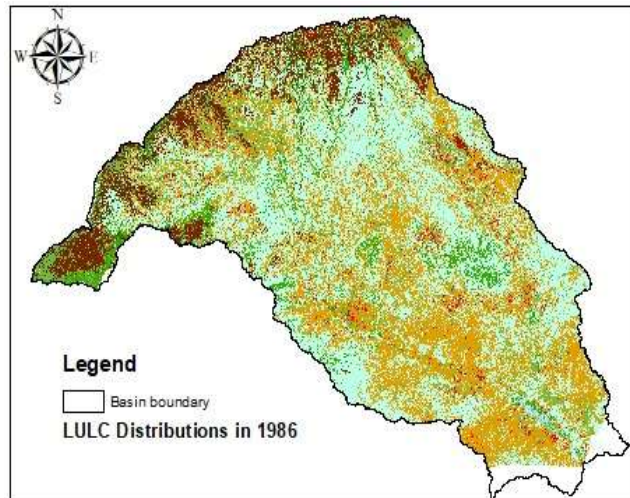 N
W E
S
Legend
Basin boundary
LULC Distributions in 1986